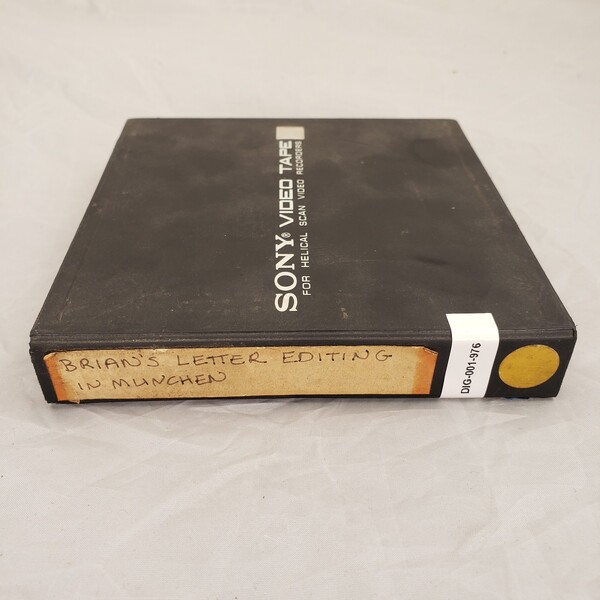 SONY® VIDEO TAPE
FOR HELICAL SCAN VIDEO RECORDERS
BRIAN'S LETTER EDITING
IN MUNCHEN
DIG-001-976